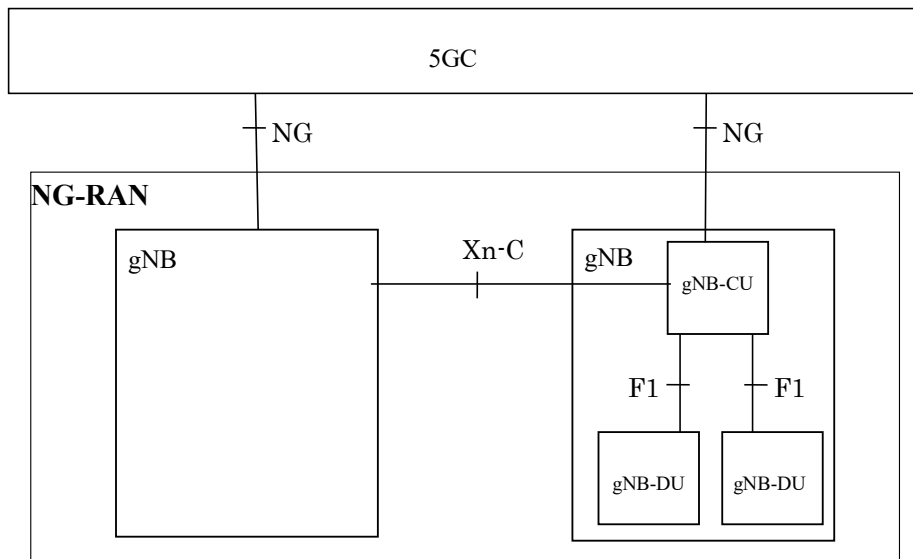 5GC
NG
NG
NG-RAN
gNB
Xn-C
gNB
gNB-CU
F1
F1
gNB-DU
gNB-DU